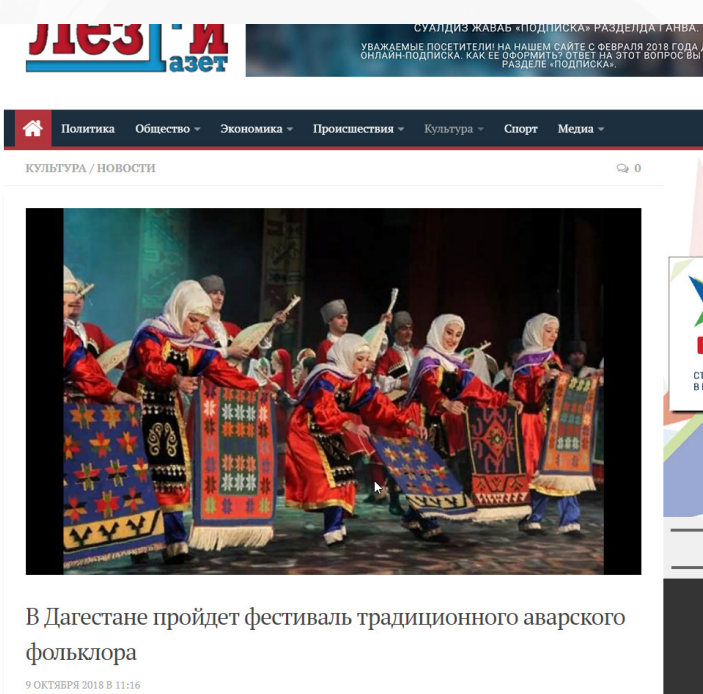 Лезги
азет
СУАЛДИЗ ЖАВАБ «ПОДПИСКА» РАЗДЕЛДА ГАНВА.
УВАЖАЕМЫЕ ПОСЕТИТЕЛИ! НА НАШЕМ САЙТЕ С ФЕВРАЛЯ 2018 ГОДА
ОНЛАЙН-ПОДПИСКА. КАК ЕЕ ОФОРМИТЬ? ОТВЕТ НА ЭТОТ ВОПРОС ВЫ
РАЗДЕЛЕ «ПОДПИСКА».
Политика Общество Экономика Происшествия Культура Спорт Медиа
КУЛЬТУРА / НОВОСТИ 0
В Дагестане пройдет фестиваль традиционного аварского
фольклора
9 ОКТЯБРЯ 2018 В 11:16